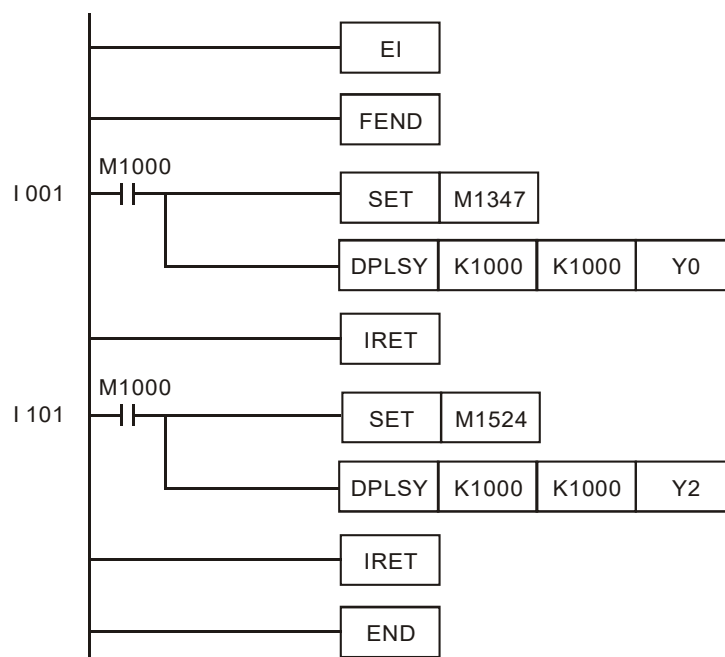 EI
FEND
M1000
I 001
SET M1347
DPLSY K1000 K1000 Y0
IRET
M1000
I 101
SET M1524
DPLSY K1000 K1000 Y2
IRET
END